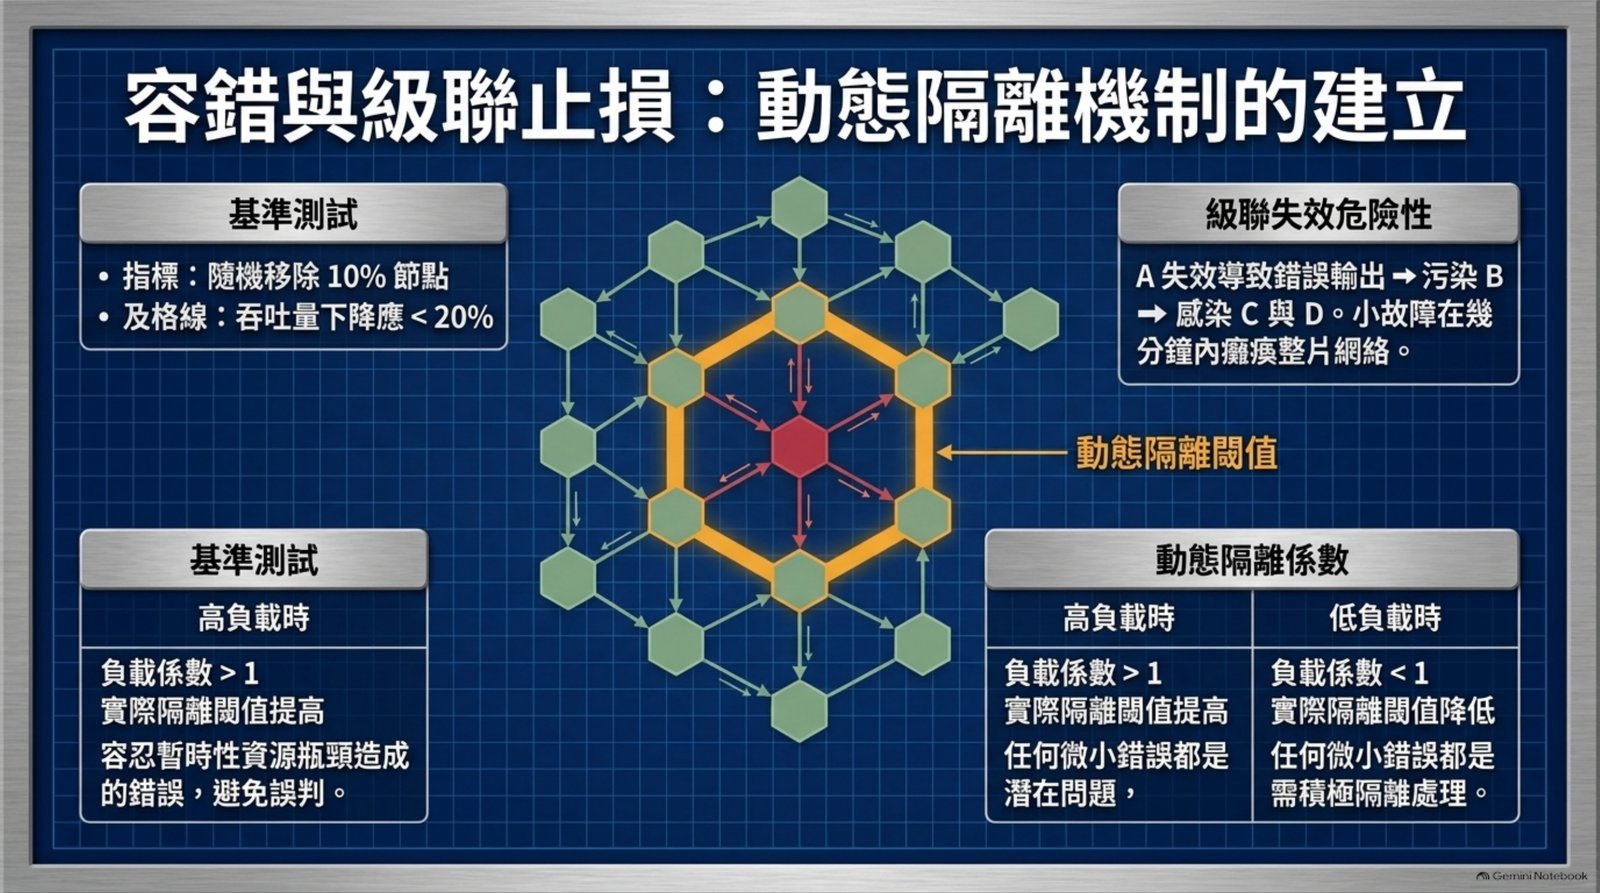 容錯與級聯止損：動態隔離機制的建立
基準測試
• 指標：隨機移除 10% 節點
• 及格線：吞吐量下降應 < 20%
級聯失效危險性
A 失效導致錯誤輸出 ➡ 污染 B
➡ 感染 C 與 D。小故障在幾
分鐘內癱瘓整片網絡。
動態隔離閾值
基準測試
高負載時
負載係數 > 1
實際隔離閾值提高
容忍暫時性資源瓶頸造成
的錯誤，避免誤判。
動態隔離係數
高負載時
負載係數 > 1
實際隔離閾值提高
任何微小錯誤都是
潛在問題，
低負載時
負載係數 < 1
實際隔離閾值降低
任何微小錯誤都是
需積極隔離處理。
Gemini Notebook